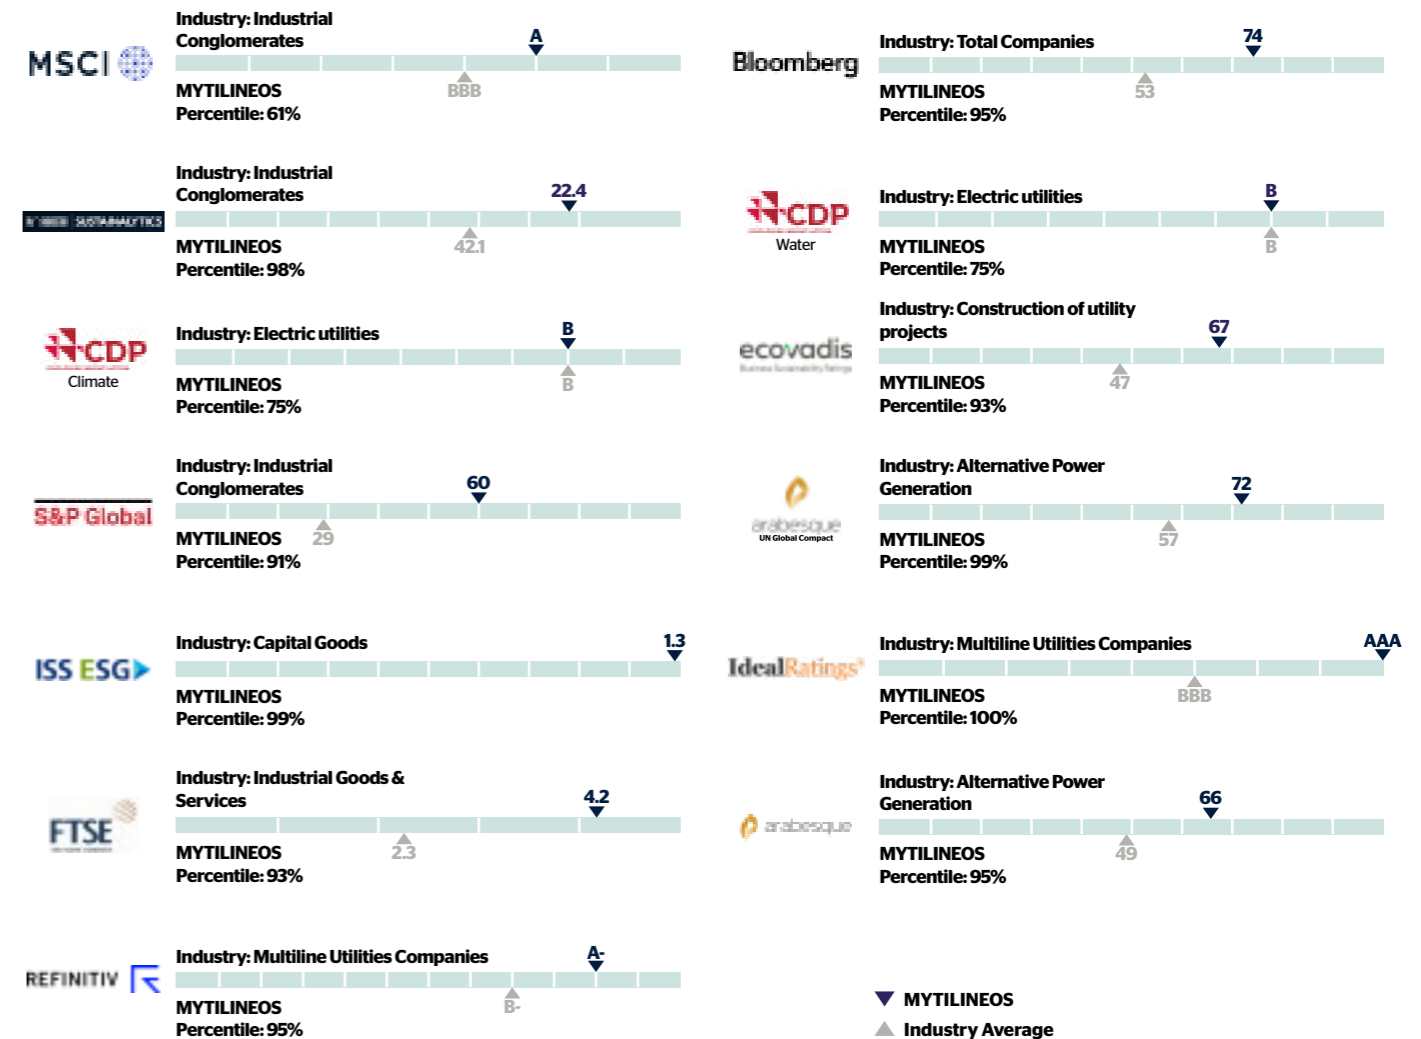 MSCI
Industry: Industrial
Conglomerates
A
BBB
MYTILINEOS
Percentile: 61%
SUSTAINALYTICS
Industry: Industrial
Conglomerates
22.4
42.1
MYTILINEOS
Percentile: 98%
CDP
Climate
Industry: Electric utilities
B
B
MYTILINEOS
Percentile: 75%
S&P Global
Industry: Industrial
Conglomerates
60
29
MYTILINEOS
Percentile: 91%
ISS ESG
Industry: Capital Goods
1.3
MYTILINEOS
Percentile: 99%
FTSE
Industry: Industrial Goods &
Services
4.2
2.3
MYTILINEOS
Percentile: 93%
REFINITIV
Industry: Multiline Utilities Companies
A-
B-
MYTILINEOS
Percentile: 95%
Bloomberg
Industry: Total Companies
74
53
MYTILINEOS
Percentile: 95%
CDP
Water
Industry: Electric utilities
B
B
MYTILINEOS
Percentile: 75%
ecovadis
Business Sustainability Ratings
Industry: Construction of utility
projects
67
47
MYTILINEOS
Percentile: 93%
arabesque
UN Global Compact
Industry: Alternative Power
Generation
72
57
MYTILINEOS
Percentile: 99%
IdealRatings®
Industry: Multiline Utilities Companies
AAA
BBB
MYTILINEOS
Percentile: 100%
arabesque
Industry: Alternative Power
Generation
66
49
MYTILINEOS
Percentile: 95%
MYTILINEOS
Industry Average